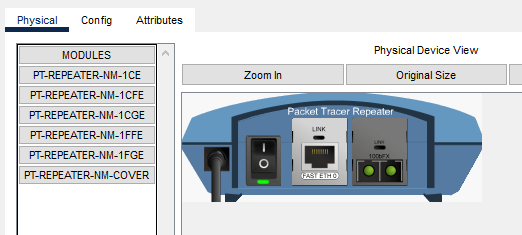 Physical Config Attributes
MODULES
PT-REPEATER-NM-1CE
PT-REPEATER-NM-1CFE
PT-REPEATER-NM-1CGE
PT-REPEATER-NM-1FFE
PT-REPEATER-NM-1FGE
PT-REPEATER-NM-COVER
Physical Device View
Zoom In Original Size
Packet Tracer Repeater
LINK
FAST ETH 0
LINK
100bFX